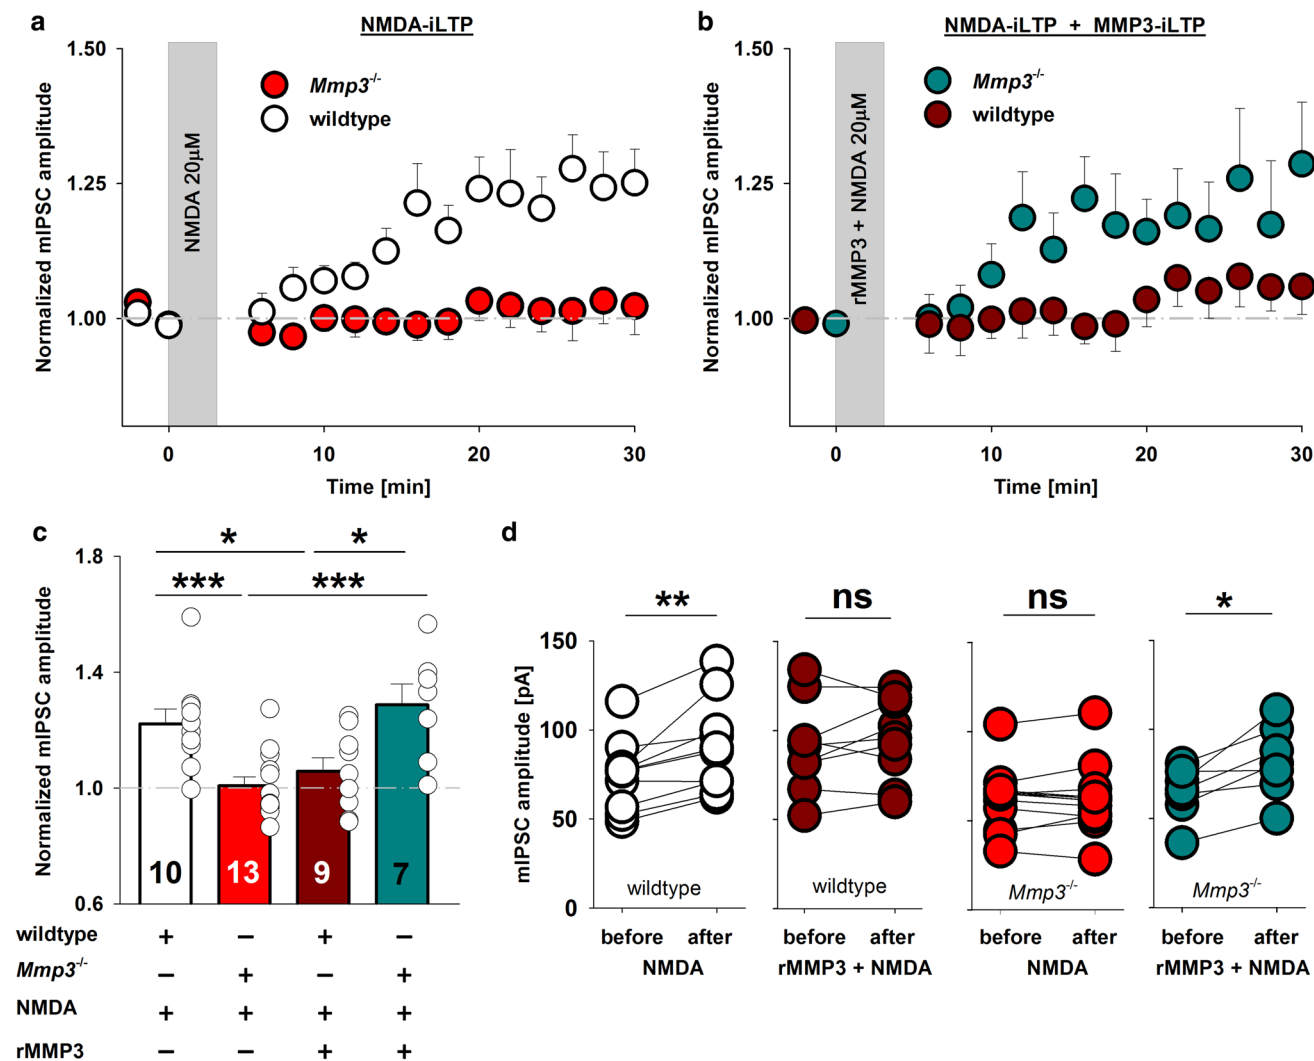 a
NMDA-iLTP
1.50
1.25
1.00
Normalized mIPSC amplitude
NMDA 20µM
Mmp3-/-
wildtype
0 10 20 30
Time [min]
b
NMDA-iLTP + MMP3-iLTP
1.50
1.25
1.00
Normalized mIPSC amplitude
rMMP3 + NMDA 20µM
Mmp3-/-
wildtype
0 10 20 30
Time [min]
c
* *
*** ***
1.8
1.4
1.0
0.6
Normalized mIPSC amplitude
10 13 9 7
wildtype + – + –
Mmp3-/- – + – +
NMDA + + + +
rMMP3 – – + +
d
** ns ns *
150
100
50
0
mIPSC amplitude [pA]
wildtype wildtype Mmp3-/- Mmp3-/-
before after before after before after before after
NMDA rMMP3 + NMDA NMDA rMMP3 + NMDA